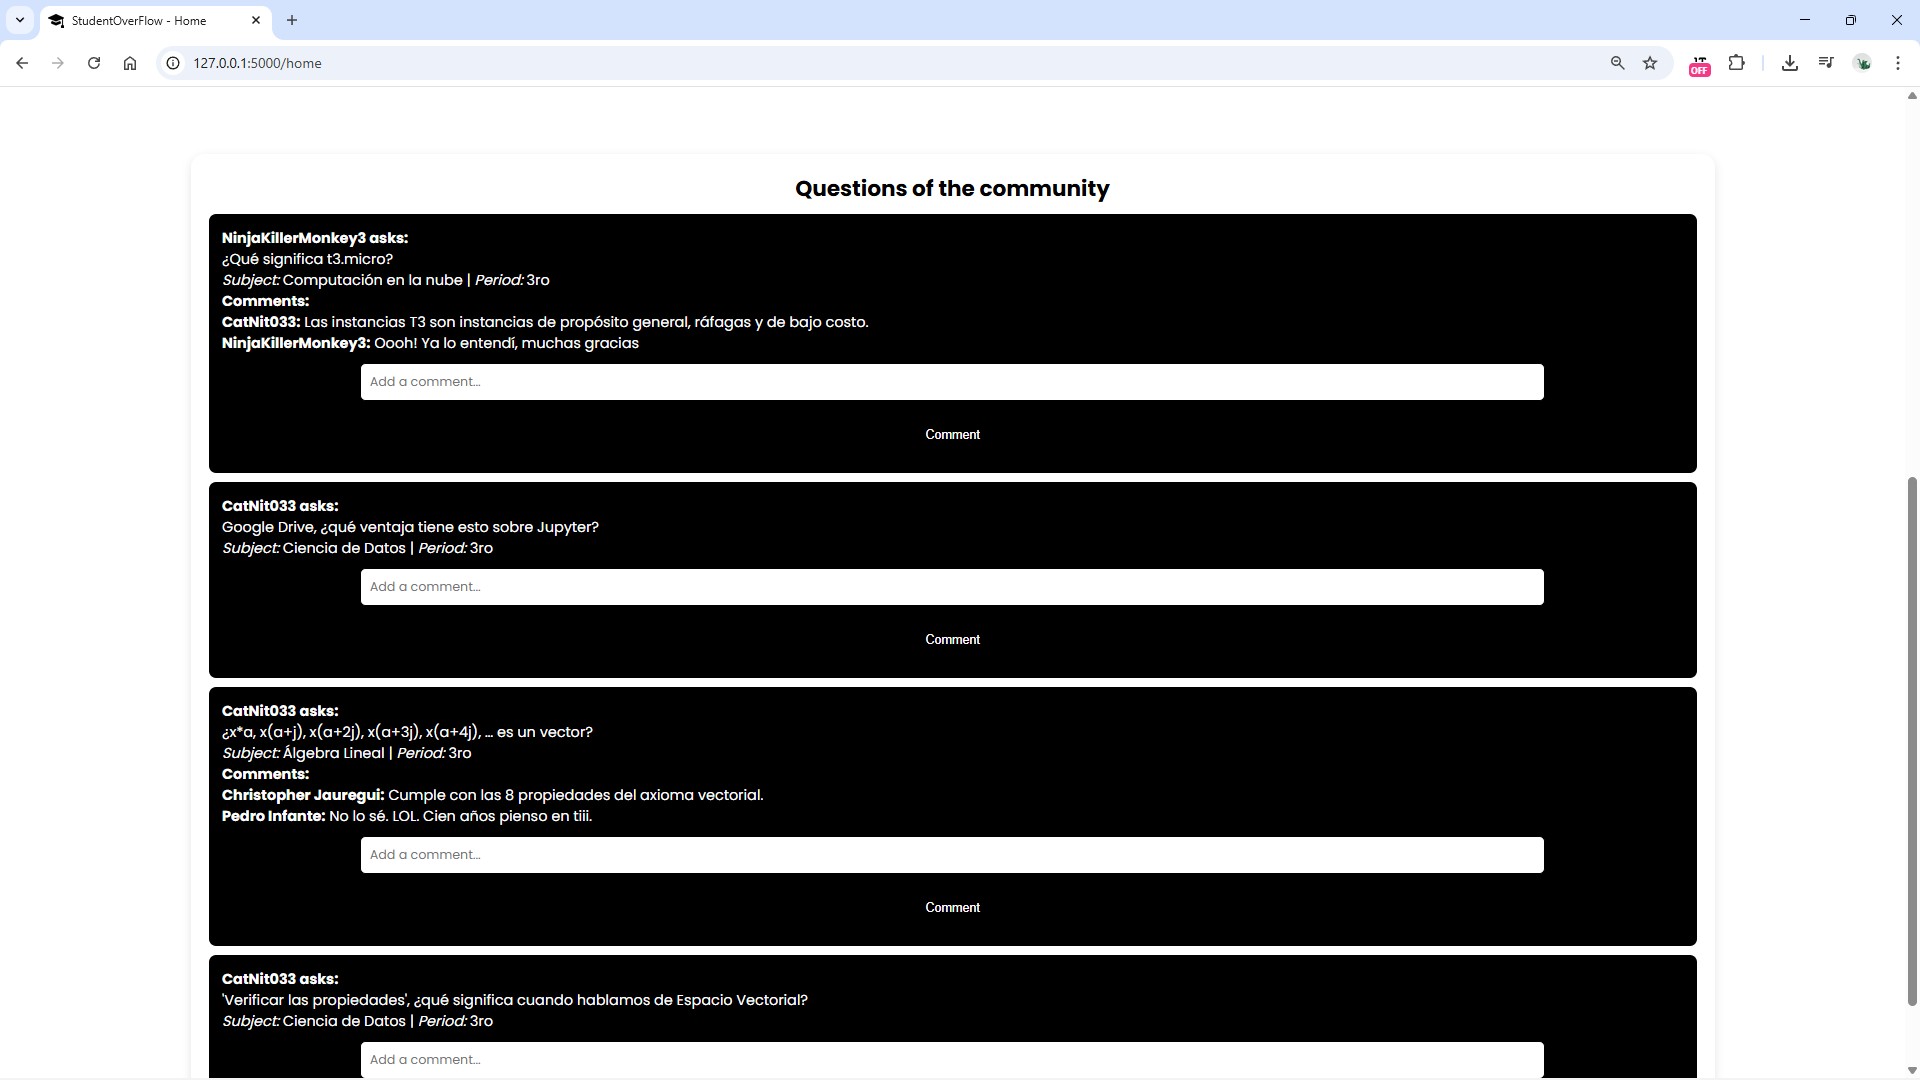 StudentOverFlow - Home
127.0.0.1:5000/home
OFF
Questions of the community
NinjaKillerMonkey3 asks:
¿Qué significa t3.micro?
Subject: Computación en la nube | Period: 3ro
Comments:
CatNit033: Las instancias T3 son instancias de propósito general, ráfagas y de bajo costo.
NinjaKillerMonkey3: Oooh! Ya lo entendí, muchas gracias
Add a comment...
Comment
CatNit033 asks:
Google Drive, ¿qué ventaja tiene esto sobre Jupyter?
Subject: Ciencia de Datos | Period: 3ro
Add a comment...
Comment
CatNit033 asks:
¿x*a, x(a+j), x(a+2j), x(a+3j), x(a+4j), ... es un vector?
Subject: Álgebra Lineal | Period: 3ro
Comments:
Christopher Jauregui: Cumple con las 8 propiedades del axioma vectorial.
Pedro Infante: No lo sé. LOL. Cien años pienso en tiii.
Add a comment...
Comment
CatNit033 asks:
'Verificar las propiedades', ¿qué significa cuando hablamos de Espacio Vectorial?
Subject: Ciencia de Datos | Period: 3ro
Add a comment...